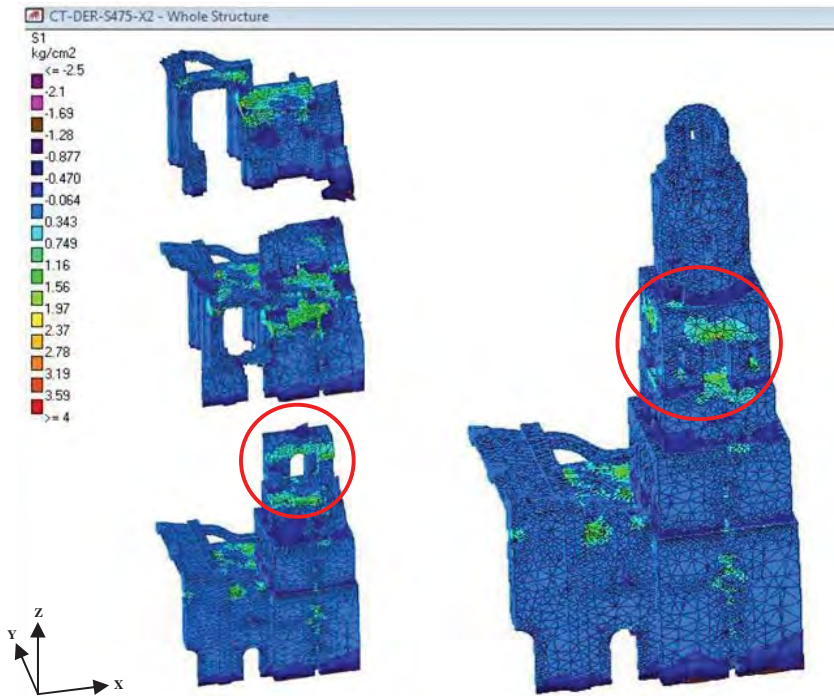 CT-DER-S475-X2 - Whole Structure
S1
kg/cm2
<= -2.5
-2.1
-1.69
-1.28
-0.877
-0.470
-0.064
0.343
0.749
1.16
1.56
1.97
2.37
2.78
3.19
3.59
>= 4
Z
Y
X